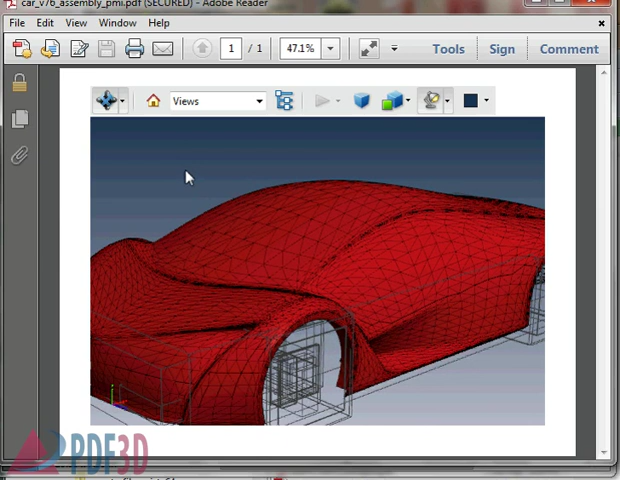 car_v76_assembly_pmi.pdf (SECURED) - Adobe Reader
File Edit View Window Help
1 / 1 47.1% Tools Sign Comment
Views
PDF3D